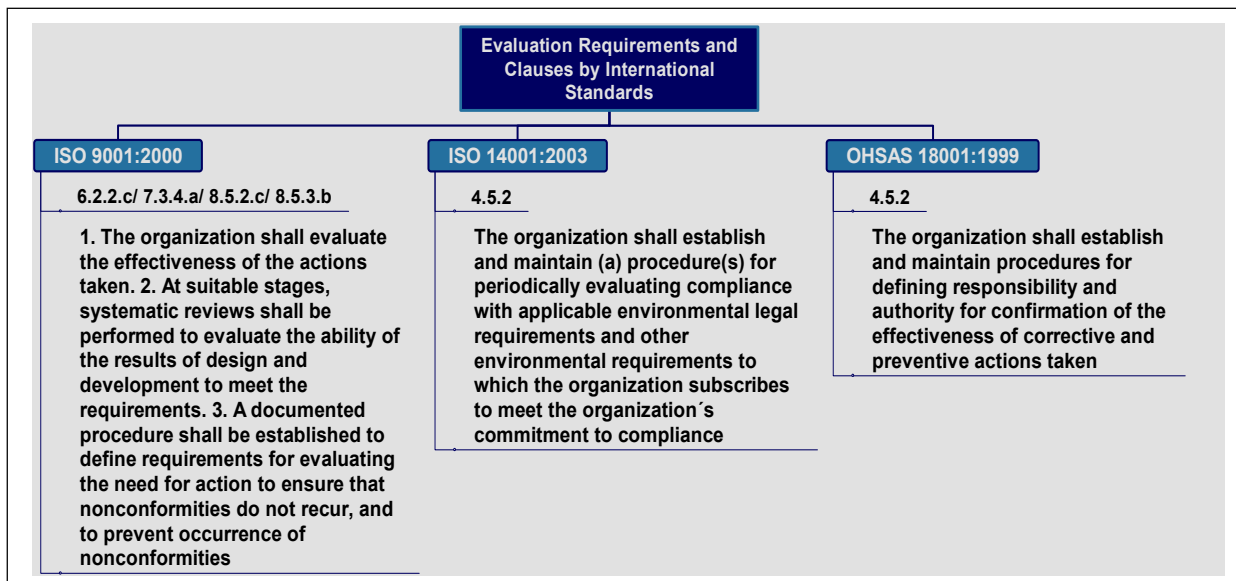 Evaluation Requirements and
Clauses by International
Standards
ISO 9001:2000
6.2.2.c/ 7.3.4.a/ 8.5.2.c/ 8.5.3.b
1. The organization shall evaluate
the effectiveness of the actions
taken. 2. At suitable stages,
systematic reviews shall be
performed to evaluate the ability of
the results of design and
development to meet the
requirements. 3. A documented
procedure shall be established to
define requirements for evaluating
the need for action to ensure that
nonconformities do not recur, and
to prevent occurrence of
nonconformities
ISO 14001:2003
4.5.2
The organization shall establish
and maintain (a) procedure(s) for
periodically evaluating compliance
with applicable environmental legal
requirements and other
environmental requirements to
which the organization subscribes
to meet the organization´s
commitment to compliance
OHSAS 18001:1999
4.5.2
The organization shall establish
and maintain procedures for
defining responsibility and
authority for confirmation of the
effectiveness of corrective and
preventive actions taken